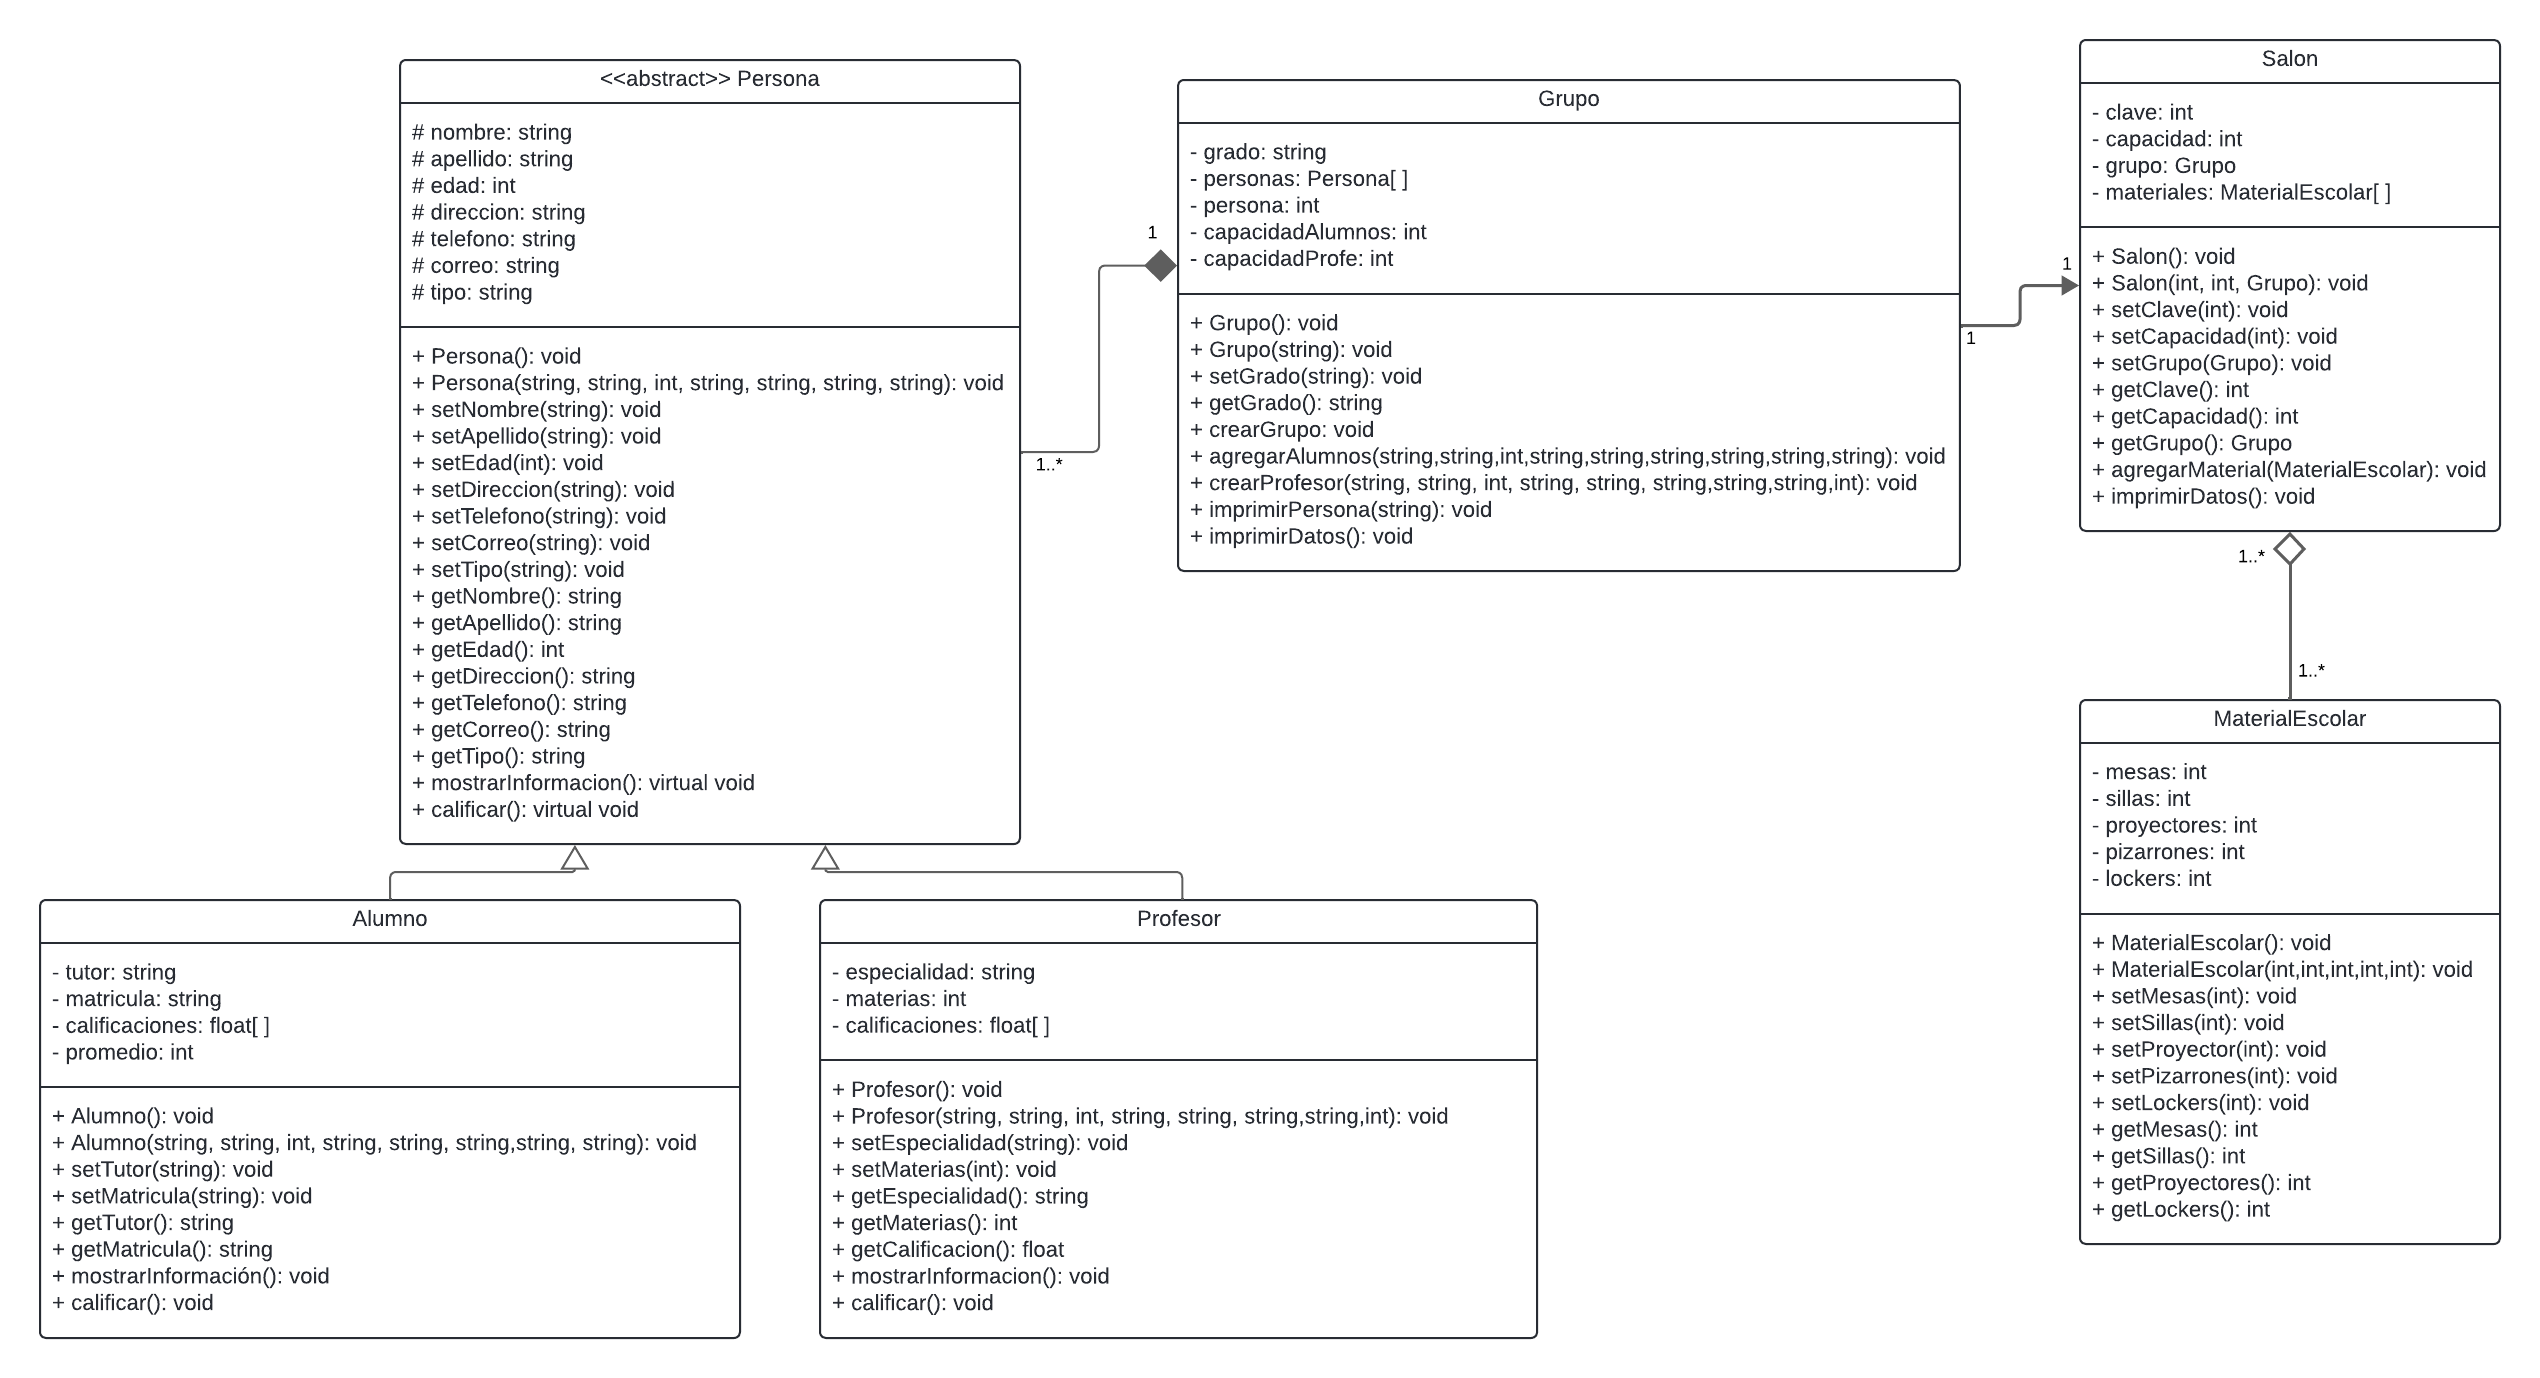 <<abstract>> Persona
# nombre: string
# apellido: string
# edad: int
# direccion: string
# telefono: string
# correo: string
# tipo: string
+ Persona(): void
+ Persona(string, string, int, string, string, string, string): void
+ setNombre(string): void
+ setApellido(string): void
+ setEdad(int): void
+ setDireccion(string): void
+ setTelefono(string): void
+ setCorreo(string): void
+ setTipo(string): void
+ getNombre(): string
+ getApellido(): string
+ getEdad(): int
+ getDireccion(): string
+ getTelefono(): string
+ getCorreo(): string
+ getTipo(): string
+ mostrarInformacion(): virtual void
+ calificar(): virtual void
1
1..*
Grupo
- grado: string
- personas: Persona[ ]
- persona: int
- capacidadAlumnos: int
- capacidadProfe: int
+ Grupo(): void
+ Grupo(string): void
+ setGrado(string): void
+ getGrado(): string
+ crearGrupo: void
+ agregarAlumnos(string,string,int,string,string,string,string,string,string): void
+ crearProfesor(string, string, int, string, string, string,string,string,int): void
+ imprimirPersona(string): void
+ imprimirDatos(): void
1
1
Salon
- clave: int
- capacidad: int
- grupo: Grupo
- materiales: MaterialEscolar[ ]
+ Salon(): void
+ Salon(int, int, Grupo): void
+ setClave(int): void
+ setCapacidad(int): void
+ setGrupo(Grupo): void
+ getClave(): int
+ getCapacidad(): int
+ getGrupo(): Grupo
+ agregarMaterial(MaterialEscolar): void
+ imprimirDatos(): void
1..*
1..*
MaterialEscolar
- mesas: int
- sillas: int
- proyectores: int
- pizarrones: int
- lockers: int
+ MaterialEscolar(): void
+ MaterialEscolar(int,int,int,int,int): void
+ setMesas(int): void
+ setSillas(int): void
+ setProyector(int): void
+ setPizarrones(int): void
+ setLockers(int): void
+ getMesas(): int
+ getSillas(): int
+ getProyectores(): int
+ getLockers(): int
Alumno
- tutor: string
- matricula: string
- calificaciones: float[ ]
- promedio: int
+ Alumno(): void
+ Alumno(string, string, int, string, string, string,string, string): void
+ setTutor(string): void
+ setMatricula(string): void
+ getTutor(): string
+ getMatricula(): string
+ mostrarInformación(): void
+ calificar(): void
Profesor
- especialidad: string
- materias: int
- calificaciones: float[ ]
+ Profesor(): void
+ Profesor(string, string, int, string, string, string,string,int): void
+ setEspecialidad(string): void
+ setMaterias(int): void
+ getEspecialidad(): string
+ getMaterias(): int
+ getCalificacion(): float
+ mostrarInformacion(): void
+ calificar(): void